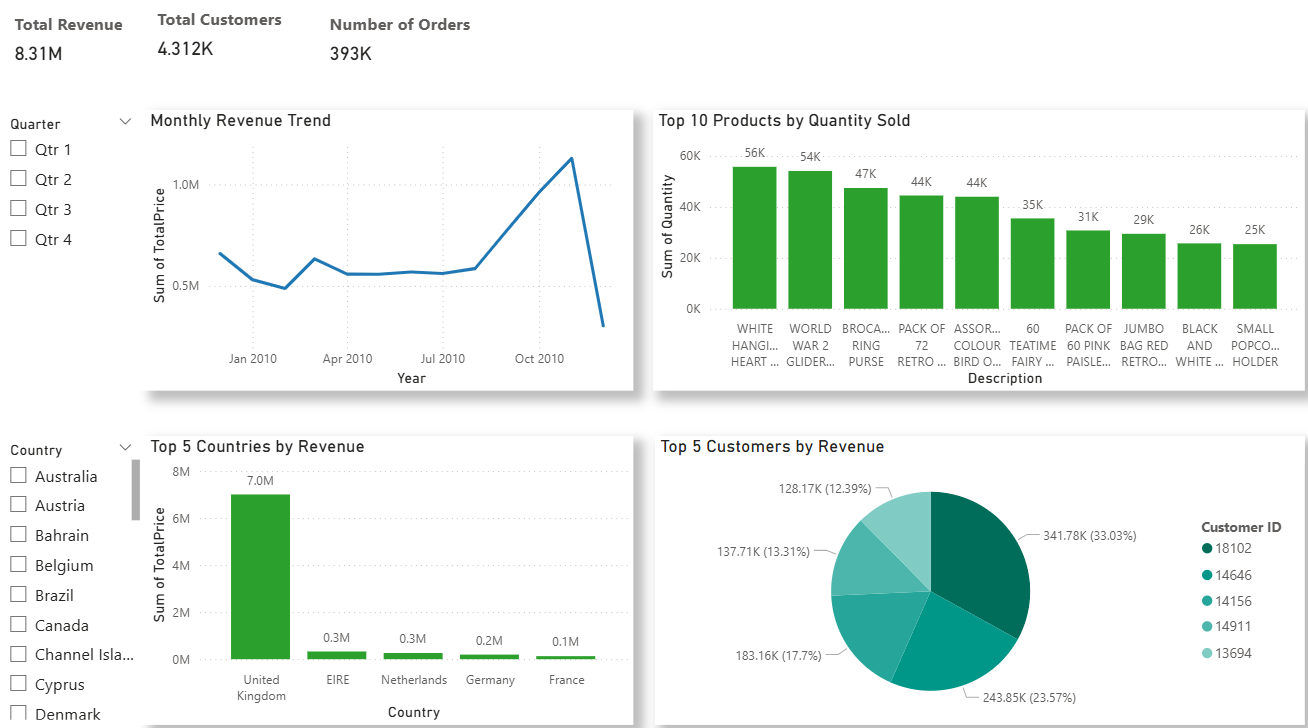 Total Revenue
8.31M
Total Customers
4.312K
Number of Orders
393K
Quarter
Qtr 1
Qtr 2
Qtr 3
Qtr 4
Monthly Revenue Trend
Sum of TotalPrice
1.0M
0.5M
Jan 2010
Apr 2010
Jul 2010
Oct 2010
Year
Top 10 Products by Quantity Sold
Sum of Quantity
60K
40K
20K
0K
56K
54K
47K
44K
44K
35K
31K
29K
26K
25K
WHITE
HANGI...
HEART ...
WORLD
WAR 2
GLIDER...
BROCA...
RING
PURSE
PACK OF
72
RETRO ...
ASSOR...
COLOUR
BIRD O...
60
TEATIME
FAIRY ...
PACK OF
60 PINK
PAISLE...
JUMBO
BAG RED
RETRO...
BLACK
AND
WHITE ...
SMALL
POPCO...
HOLDER
Description
Country
Australia
Austria
Bahrain
Belgium
Brazil
Canada
Channel Isla...
Cyprus
Denmark
Top 5 Countries by Revenue
Sum of TotalPrice
8M
6M
4M
2M
0M
7.0M
0.3M
0.3M
0.2M
0.1M
United
Kingdom
EIRE
Netherlands
Germany
France
Country
Top 5 Customers by Revenue
128.17K (12.39%)
137.71K (13.31%)
183.16K (17.7%)
341.78K (33.03%)
243.85K (23.57%)
Customer ID
18102
14646
14156
14911
13694